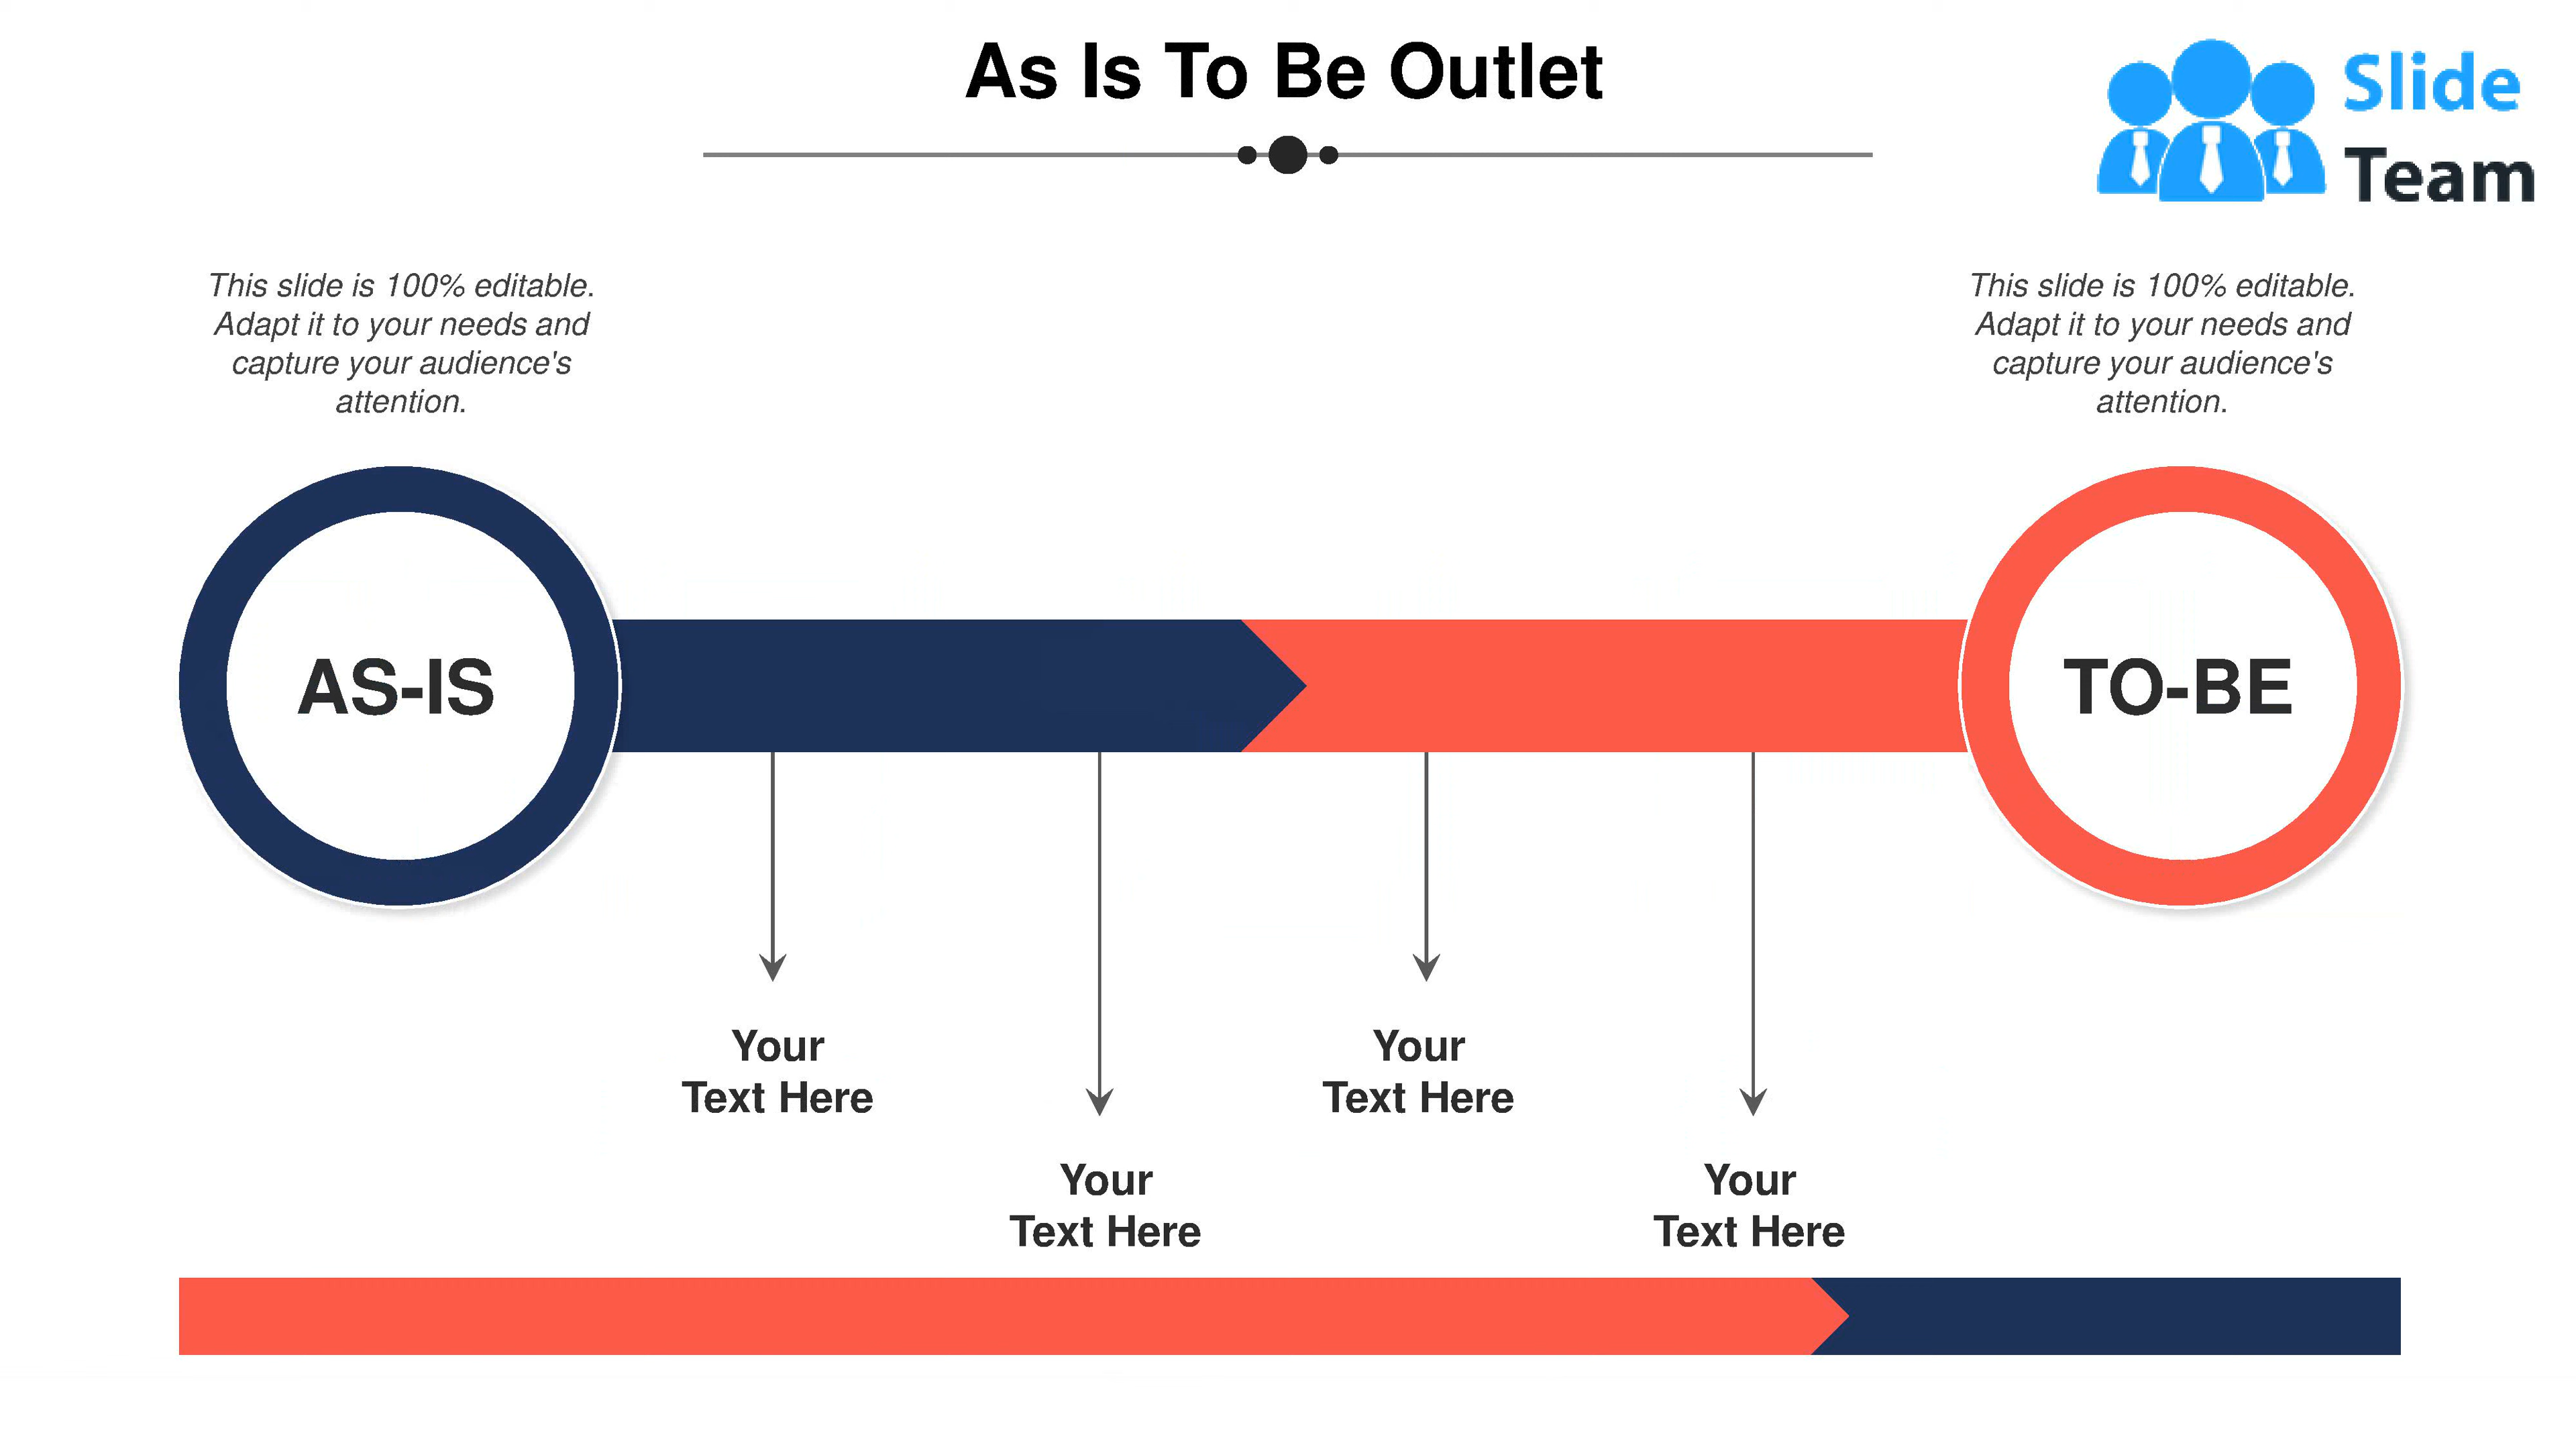 As Is To Be Outlet
Slide
Team
This slide is 100% editable.
Adapt it to your needs and
capture your audience's
attention.
This slide is 100% editable.
Adapt it to your needs and
capture your audience's
attention.
AS-IS
TO-BE
Your
Text Here
Your
Text Here
Your
Text Here
Your
Text Here